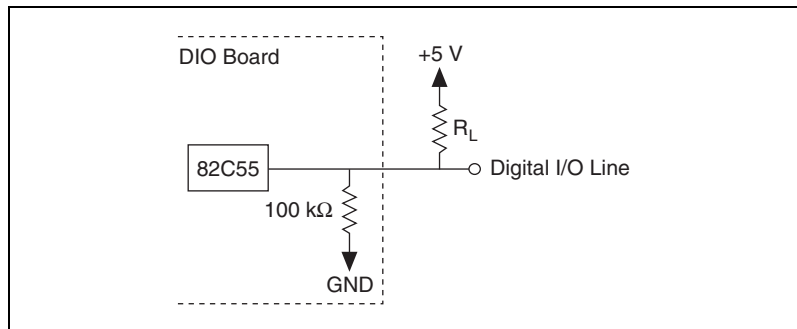 DIO Board
+5 V
R_L
82C55
Digital I/O Line
100 kΩ
GND